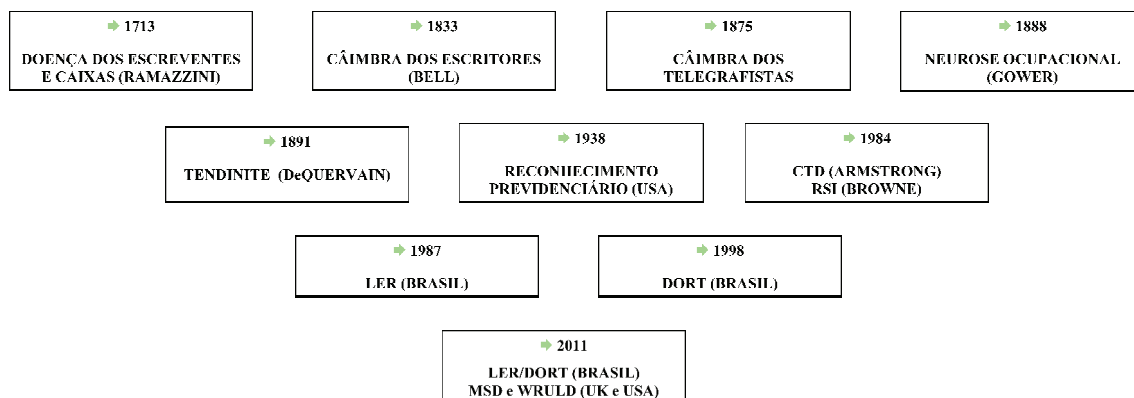 1713
DOENÇA DOS ESCREVENTES
E CAIXAS (RAMAZZINI)
1833
CÂIMBRA DOS ESCRITORES
(BELL)
1875
CÂIMBRA DOS
TELEGRAFISTAS
1888
NEUROSE OCUPACIONAL
(GOWER)
1891
TENDINITE (DeQUERVAIN)
1938
RECONHECIMENTO
PREVIDENCIÁRIO (USA)
1984
CTD (ARMSTRONG)
RSI (BROWNE)
1987
LER (BRASIL)
1998
DORT (BRASIL)
2011
LER/DORT (BRASIL)
MSD e WRULD (UK e USA)